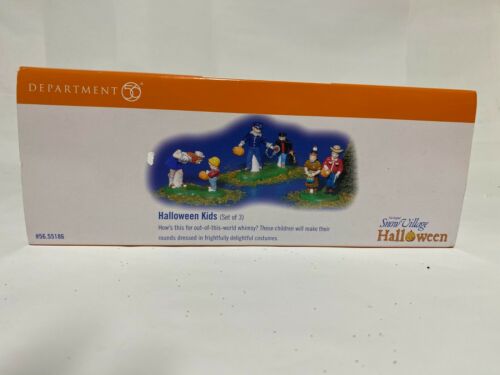 DEPARTMENT 56
Halloween Kids (Set of 3)
How's this for out-of-this-world whimsy? These children will make their
rounds dressed in frightfully delightful costumes.
#56.55186
Snow Village
Halloween